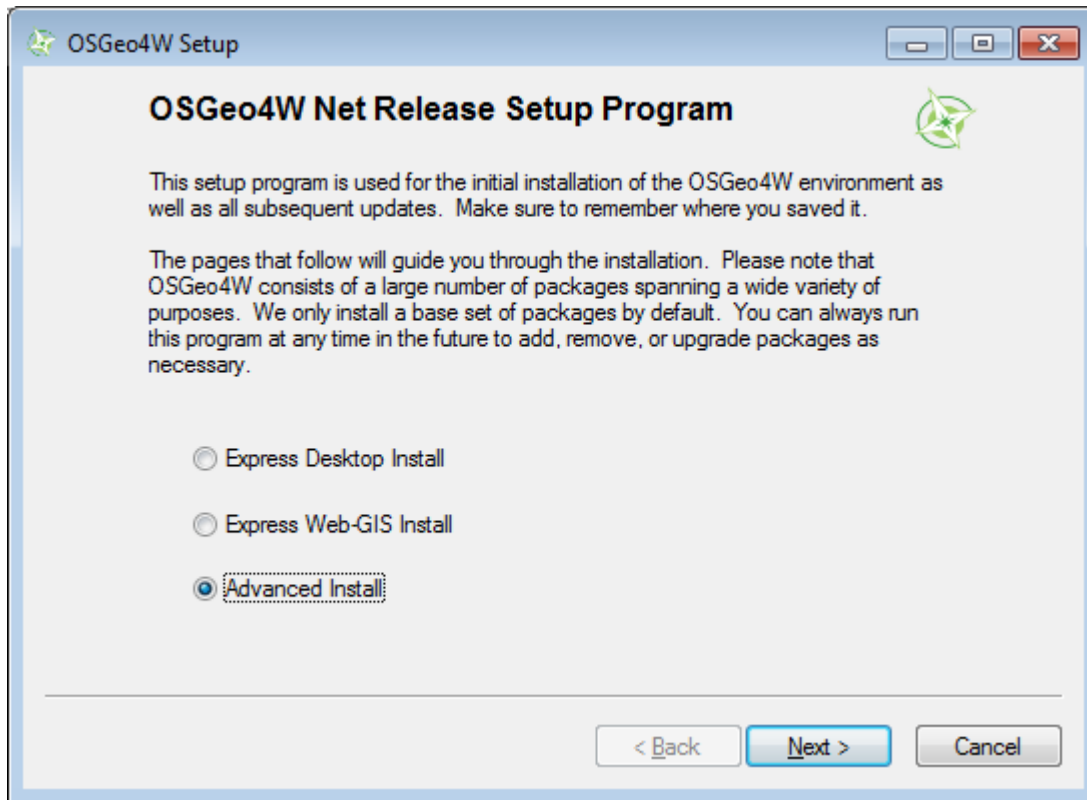 OSGeo4W Setup
OSGeo4W Net Release Setup Program
This setup program is used for the initial installation of the OSGeo4W environment as
well as all subsequent updates.  Make sure to remember where you saved it.
The pages that follow will guide you through the installation.  Please note that
OSGeo4W consists of a large number of packages spanning a wide variety of
purposes.  We only install a base set of packages by default.  You can always run
this program at any time in the future to add, remove, or upgrade packages as
necessary.
Express Desktop Install
Express Web-GIS Install
Advanced Install
< Back Next > Cancel